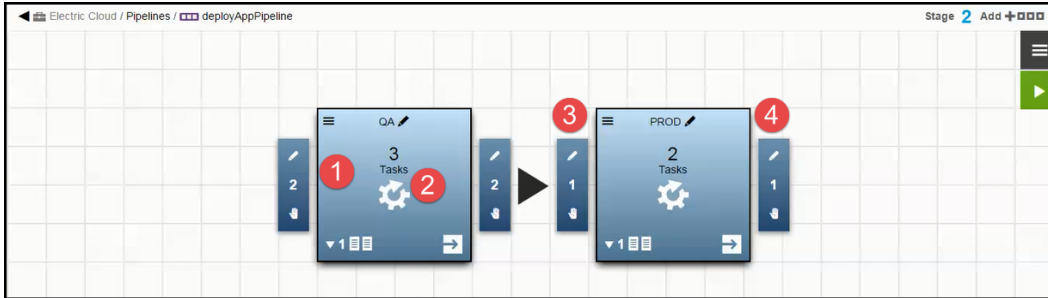 Electric Cloud / Pipelines / deployAppPipeline
Stage 2 Add
3 4
QA PROD
3 2
Tasks Tasks
1 2
2 2 1 1
1 1